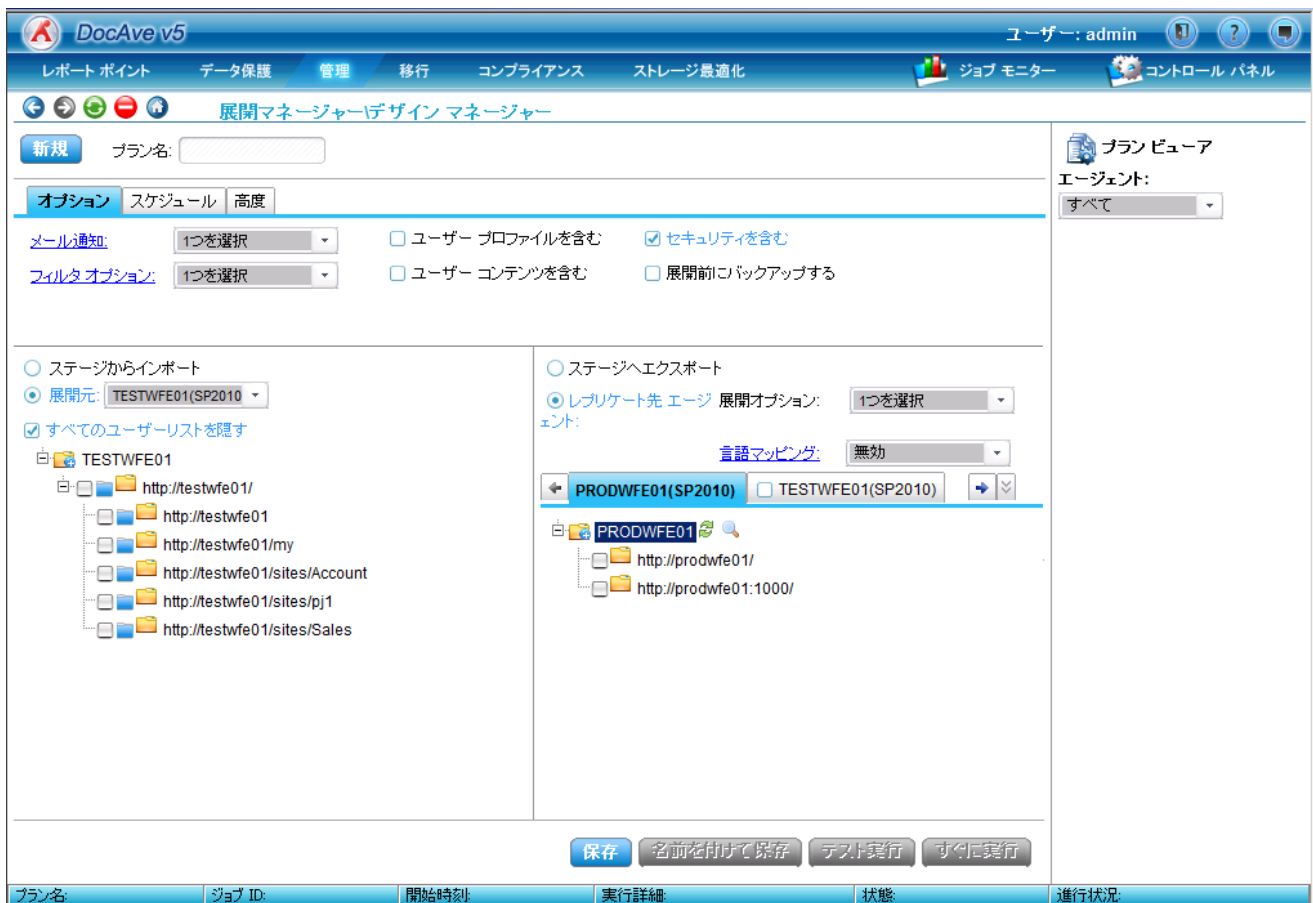 DocAve v5
ユーザー: admin
レポート ポイント データ保護 管理 移行 コンプライアンス ストレージ最適化 ジョブ モニター コントロール パネル
展開マネージャー\デザイン マネージャー
新規 プラン名:
プラン ビューア
エージェント:
すべて
オプション スケジュール 高度
メール通知: 1つを選択 ユーザー プロファイルを含む セキュリティを含む
フィルタ オプション: 1つを選択 ユーザー コンテンツを含む 展開前にバックアップする
ステージからインポート
展開元: TESTWFE01(SP2010
すべてのユーザーリストを隠す
TESTWFE01
http://testwfe01/
http://testwfe01
http://testwfe01/my
http://testwfe01/sites/Account
http://testwfe01/sites/pj1
http://testwfe01/sites/Sales
ステージへエクスポート
レプリケート先 エージ 展開オプション: 1つを選択
ェント:
言語マッピング: 無効
PRODWFE01(SP2010) TESTWFE01(SP2010)
PRODWFE01
http://prodwfe01/
http://prodwfe01:1000/
保存 名前を付けて保存 テスト実行 すぐに実行
プラン名: ジョブ ID: 開始時刻: 実行詳細: 状態: 進行状況: